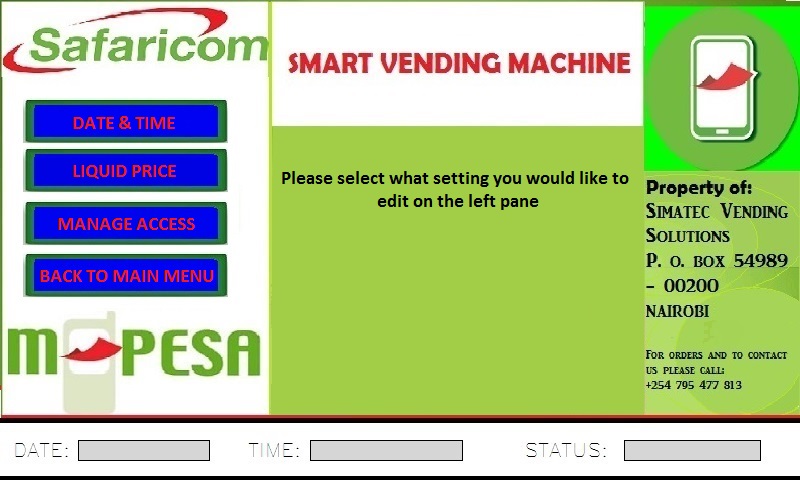 Safaricom
SMART VENDING MACHINE
DATE & TIME
LIQUID PRICE
MANAGE ACCESS
BACK TO MAIN MENU
M PESA
Please select what setting you would like to
edit on the left pane
Property of:
Simatec Vending
Solutions
P. o. box 54989
- 00200
NAIROBI
For orders and to contact
us, please call:
+254 795 477 813
DATE:
TIME:
STATUS: